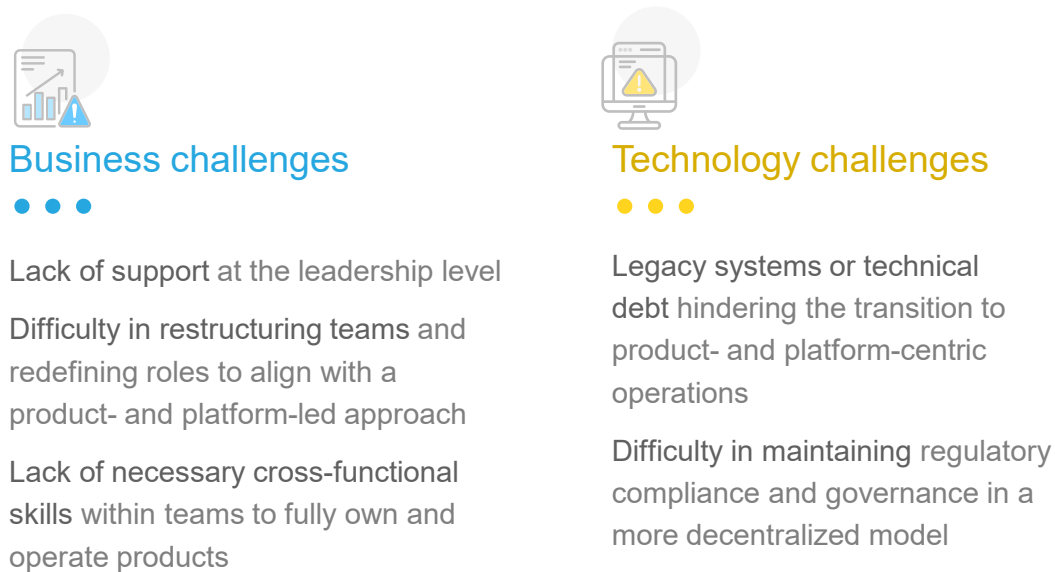 Business challenges
Lack of support at the leadership level
Difficulty in restructuring teams and
redefining roles to align with a
product- and platform-led approach
Lack of necessary cross-functional
skills within teams to fully own and
operate products
Technology challenges
Legacy systems or technical
debt hindering the transition to
product- and platform-centric
operations
Difficulty in maintaining regulatory
compliance and governance in a
more decentralized model